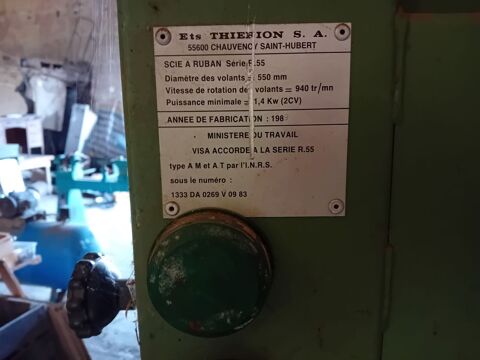 Ets THIEBION S. A.
55600 CHAUVENCY SAINT-HUBERT
SCIE A RUBAN Série R.55
Diamètre des volants = 550 mm
Vitesse de rotation des volants = 940 tr/mn
Puissance minimale = 1,4 Kw (2CV)
ANNEE DE FABRICATION : 198
MINISTERE DU TRAVAIL
VISA ACCORDE A LA SERIE R.55
type A M et A T par l'I.N.R.S.
sous le numéro :
1333 DA 0269 V 09 83